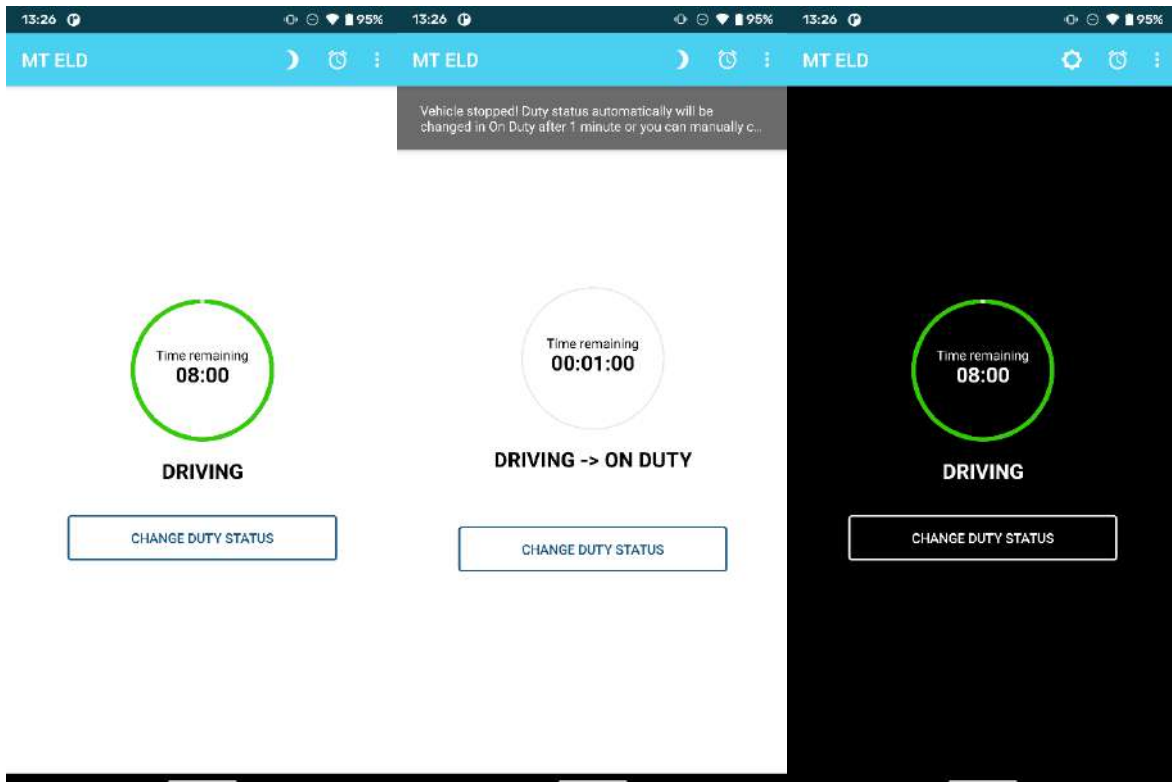 13:26
95%
MT ELD
Time remaining
08:00
DRIVING
CHANGE DUTY STATUS
13:26
95%
MT ELD
Vehicle stopped! Duty status automatically will be
changed in On Duty after 1 minute or you can manually c...
Time remaining
00:01:00
DRIVING -> ON DUTY
CHANGE DUTY STATUS
13:26
95%
MT ELD
Time remaining
08:00
DRIVING
CHANGE DUTY STATUS